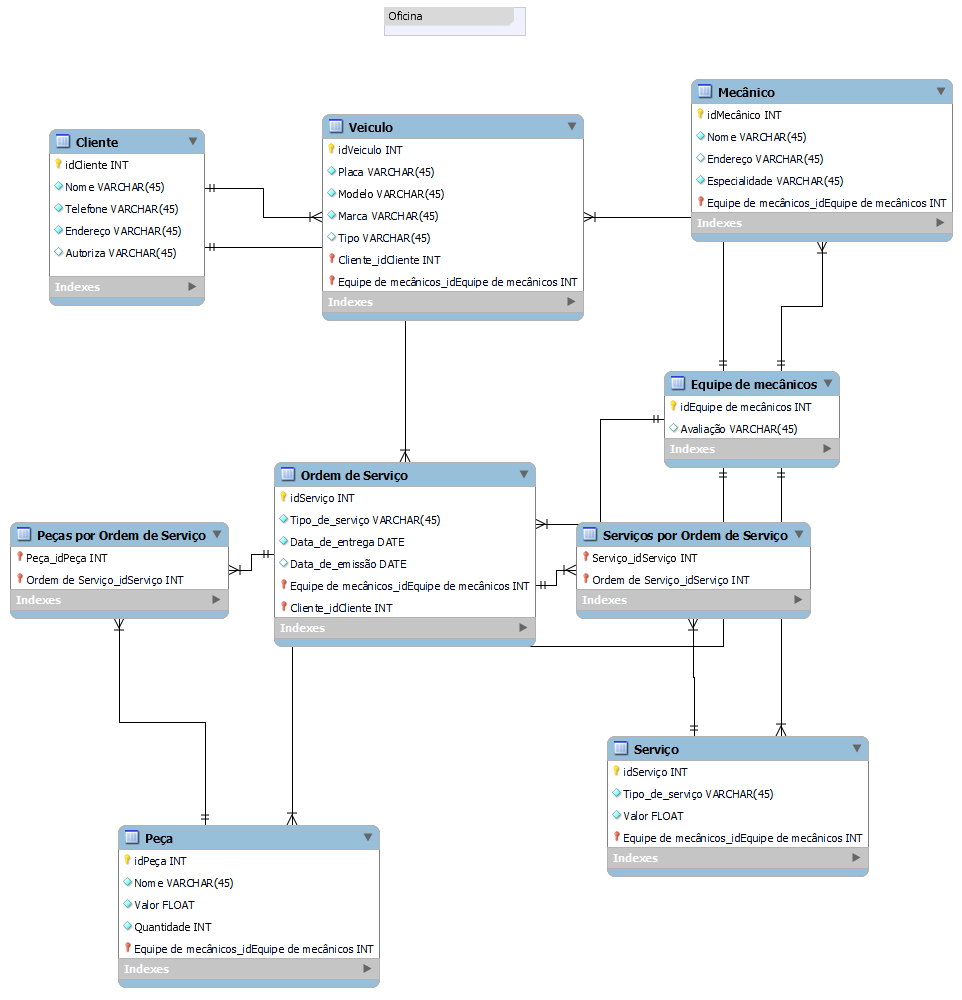 Oficina
Cliente
idCliente INT
Nome VARCHAR(45)
Telefone VARCHAR(45)
Endereço VARCHAR(45)
Autoriza VARCHAR(45)
Indexes
Veiculo
idVeiculo INT
Placa VARCHAR(45)
Modelo VARCHAR(45)
Marca VARCHAR(45)
Tipo VARCHAR(45)
Cliente_idCliente INT
Equipe de mecânicos_idEquipe de mecânicos INT
Indexes
Mecânico
idMecânico INT
Nome VARCHAR(45)
Endereço VARCHAR(45)
Especialidade VARCHAR(45)
Equipe de mecânicos_idEquipe de mecânicos INT
Indexes
Equipe de mecânicos
idEquipe de mecânicos INT
Avaliação VARCHAR(45)
Indexes
Ordem de Serviço
idServiço INT
Tipo_de_serviço VARCHAR(45)
Data_de_entrega DATE
Data_de_emissão DATE
Equipe de mecânicos_idEquipe de mecânicos INT
Cliente_idCliente INT
Indexes
Peças por Ordem de Serviço
Peça_idPeça INT
Ordem de Serviço_idServiço INT
Indexes
Serviços por Ordem de Serviço
Serviço_idServiço INT
Ordem de Serviço_idServiço INT
Indexes
Serviço
idServiço INT
Tipo_de_serviço VARCHAR(45)
Valor FLOAT
Equipe de mecânicos_idEquipe de mecânicos INT
Indexes
Peça
idPeça INT
Nome VARCHAR(45)
Valor FLOAT
Quantidade INT
Equipe de mecânicos_idEquipe de mecânicos INT
Indexes